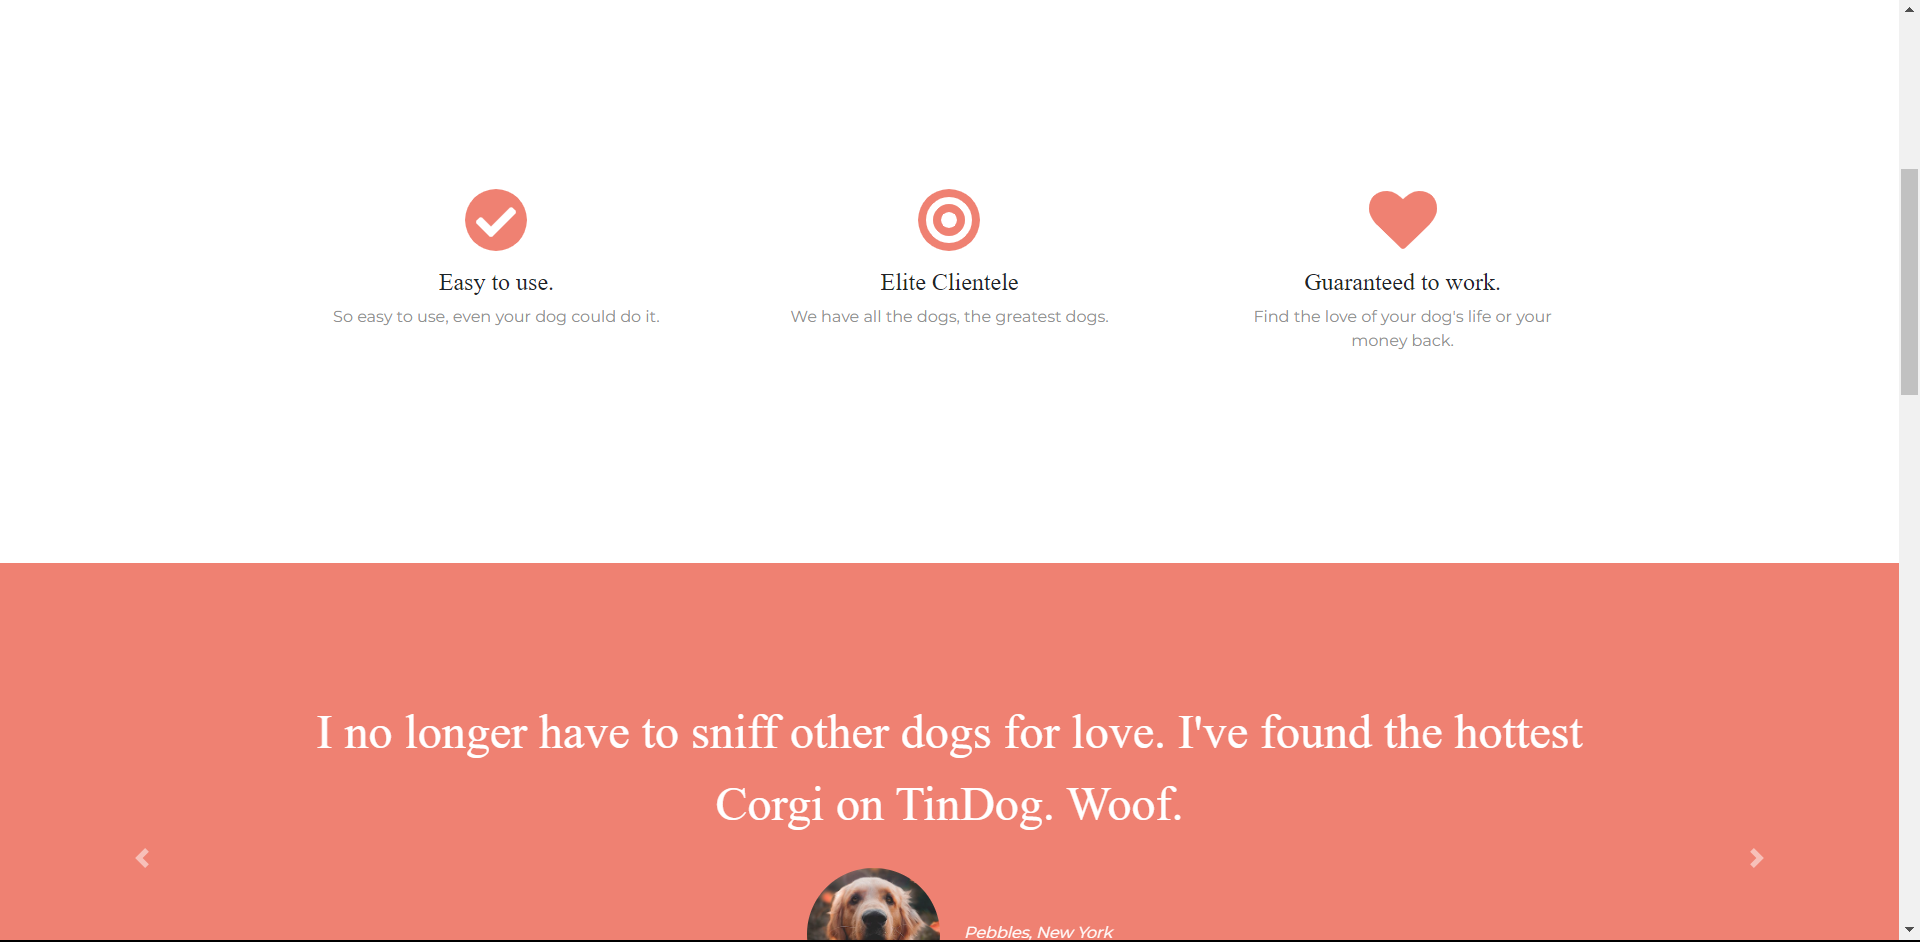 Easy to use.
So easy to use, even your dog could do it.
Elite Clientele
We have all the dogs, the greatest dogs.
Guaranteed to work.
Find the love of your dog's life or your
money back.
I no longer have to sniff other dogs for love. I've found the hottest
Corgi on TinDog. Woof.
Pebbles, New York